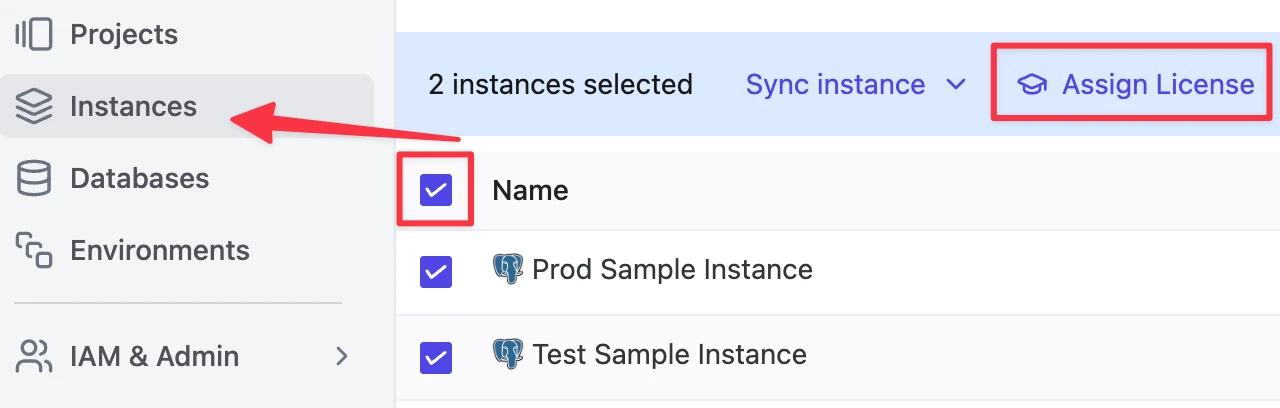 Projects
Instances
Databases
Environments
IAM & Admin
2 instances selected Sync instance Assign License
Name
Prod Sample Instance
Test Sample Instance